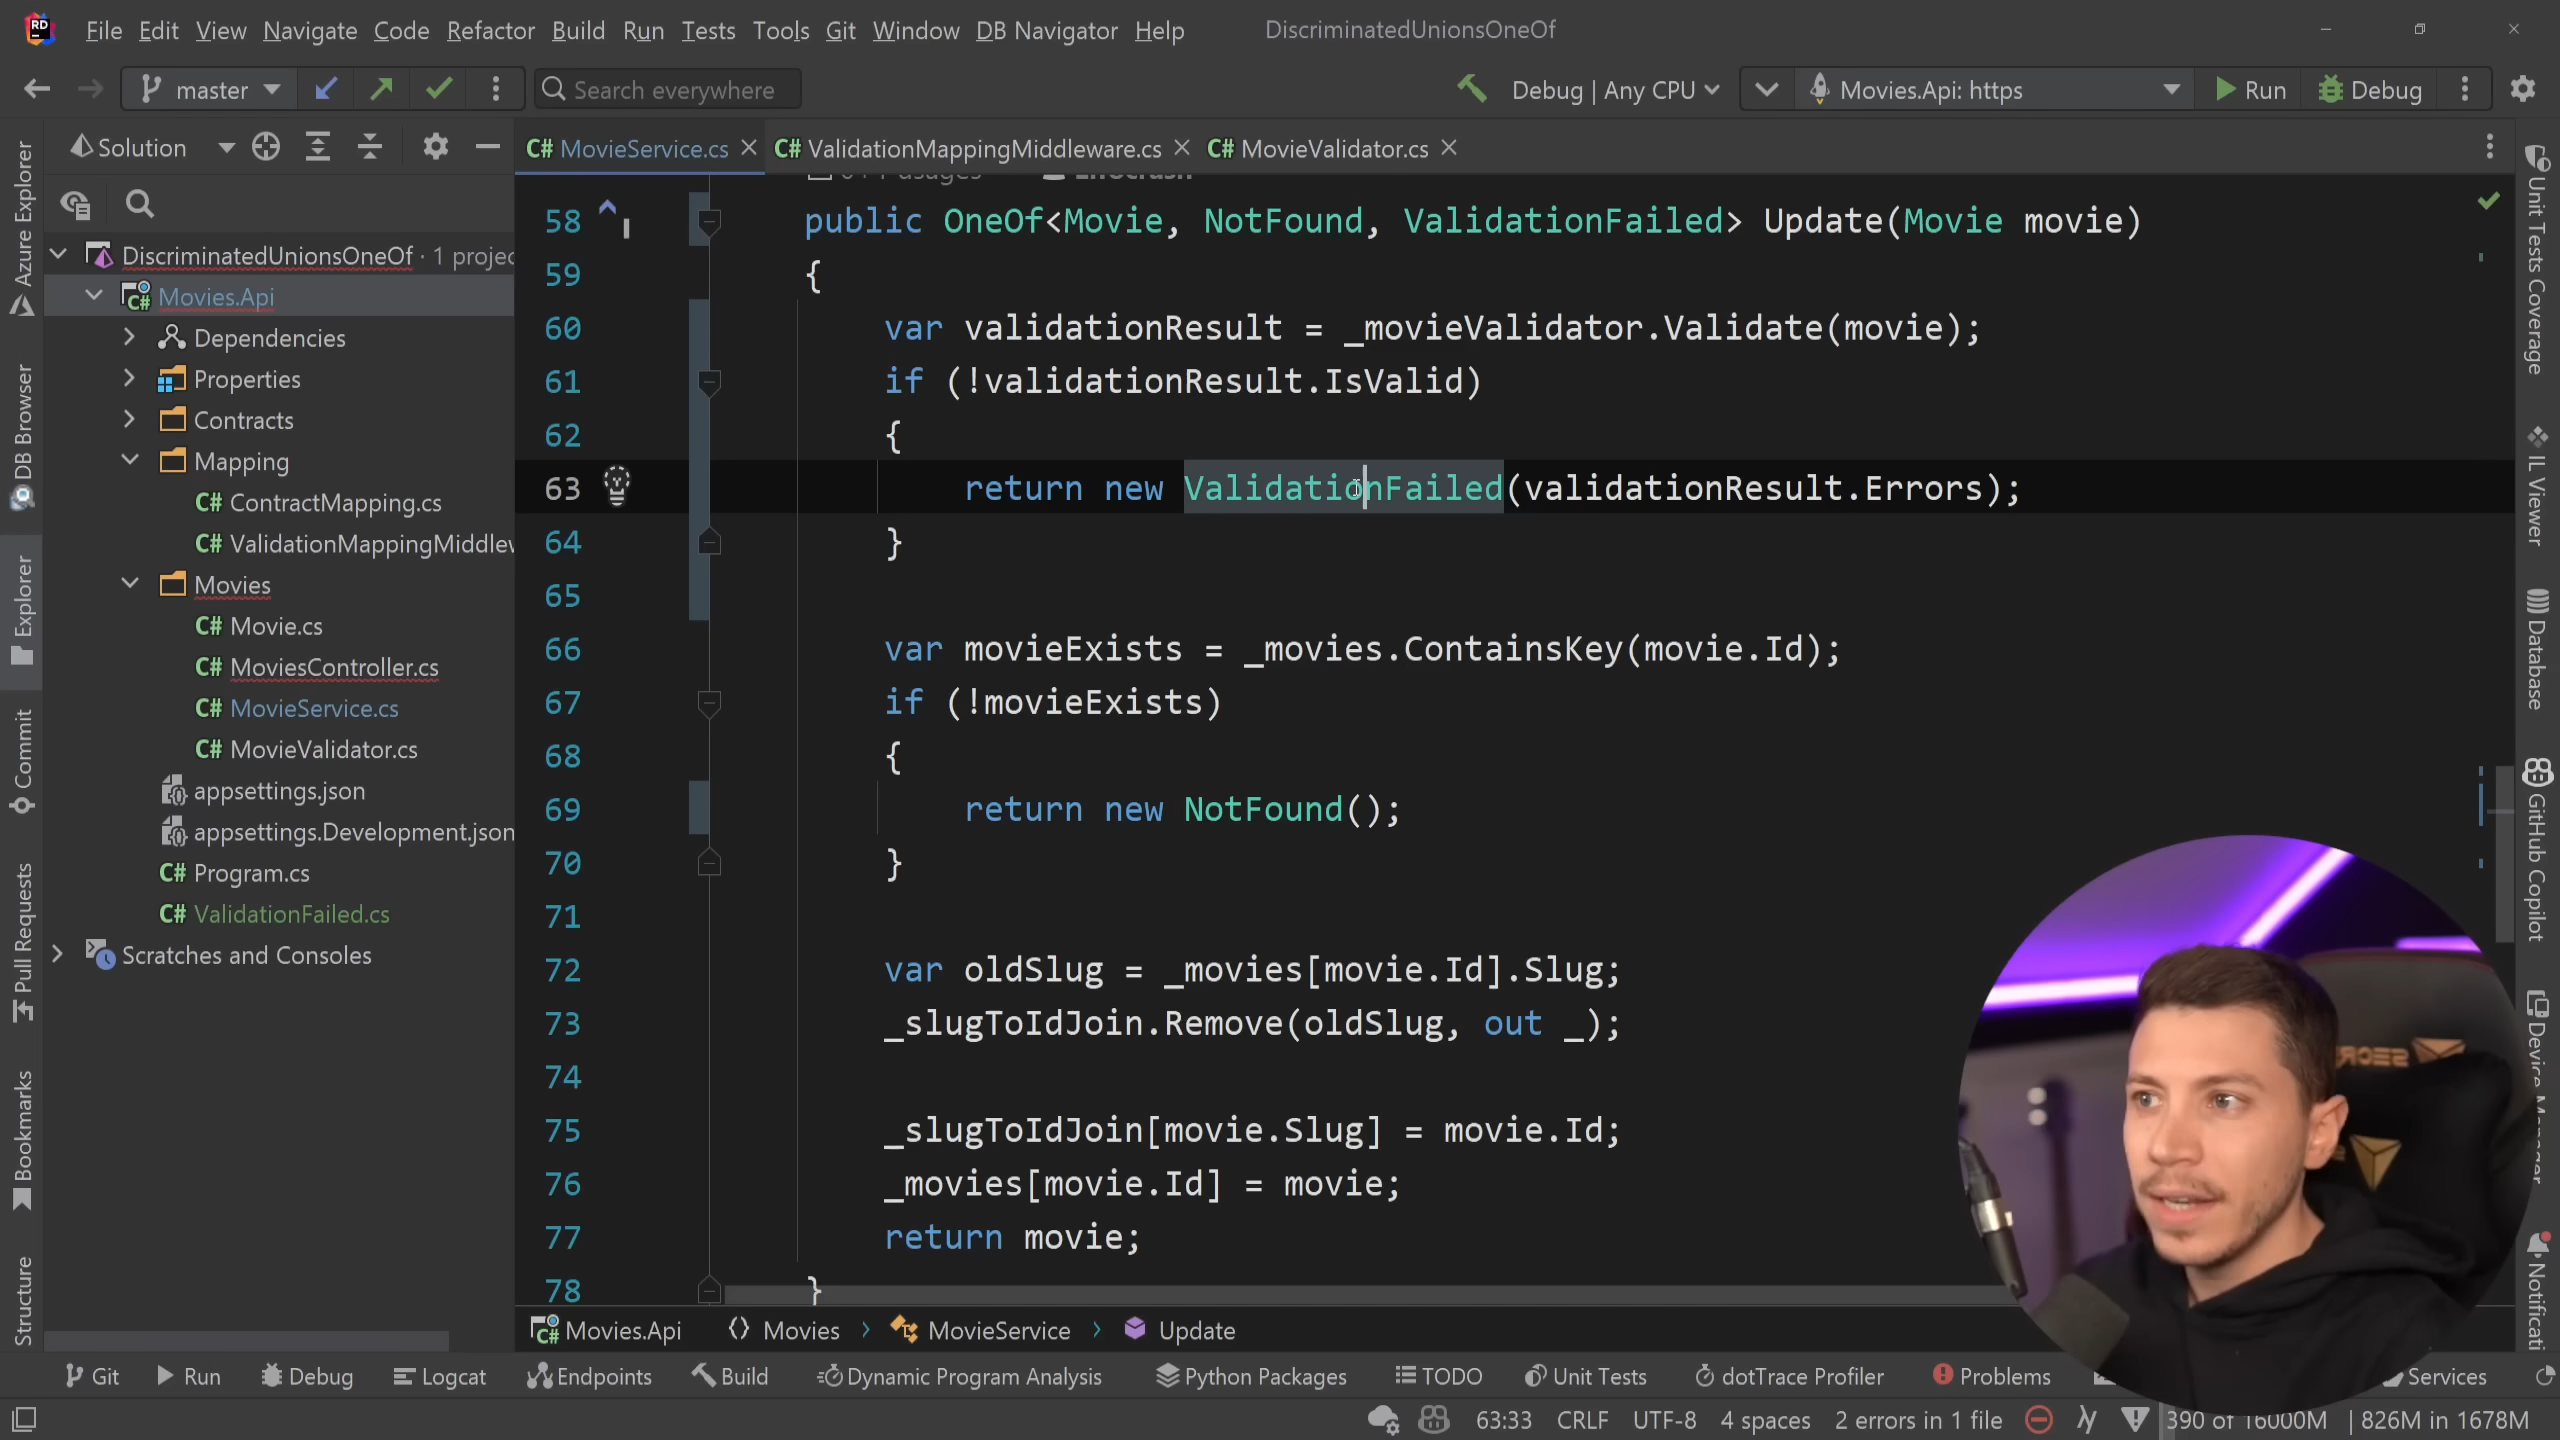 File Edit View Navigate Code Refactor Build Run Tests Tools Git Window DB Navigator Help DiscriminatedUnionsOneOf
master Search everywhere Debug | Any CPU Movies.Api: https Run Debug
Solution
C# MovieService.cs C# ValidationMappingMiddleware.cs C# MovieValidator.cs
Azure Explorer
DB Browser
Explorer
Commit
Pull Requests
Bookmarks
Structure
DiscriminatedUnionsOneOf · 1 projec
Movies.Api
Dependencies
Properties
Contracts
Mapping
C# ContractMapping.cs
C# ValidationMappingMiddlew
Movies
C# Movie.cs
C# MoviesController.cs
C# MovieService.cs
C# MovieValidator.cs
appsettings.json
appsettings.Development.json
C# Program.cs
C# ValidationFailed.cs
Scratches and Consoles
58 public OneOf<Movie, NotFound, ValidationFailed> Update(Movie movie)
59 {
60 var validationResult = _movieValidator.Validate(movie);
61 if (!validationResult.IsValid)
62 {
63 return new ValidationFailed(validationResult.Errors);
64 }
65
66 var movieExists = _movies.ContainsKey(movie.Id);
67 if (!movieExists)
68 {
69 return new NotFound();
70 }
71
72 var oldSlug = _movies[movie.Id].Slug;
73 _slugToIdJoin.Remove(oldSlug, out _);
74
75 _slugToIdJoin[movie.Slug] = movie.Id;
76 _movies[movie.Id] = movie;
77 return movie;
78 }
Unit Tests Coverage
IL Viewer
Database
GitHub Copilot
Device Manager
Notificati
Movies.Api Movies MovieService Update
Git Run Debug Logcat Endpoints Build Dynamic Program Analysis Python Packages TODO Unit Tests dotTrace Profiler Problems Services
63:33 CRLF UTF-8 4 spaces 2 errors in 1 file 390 of 16000M 826M in 1678M